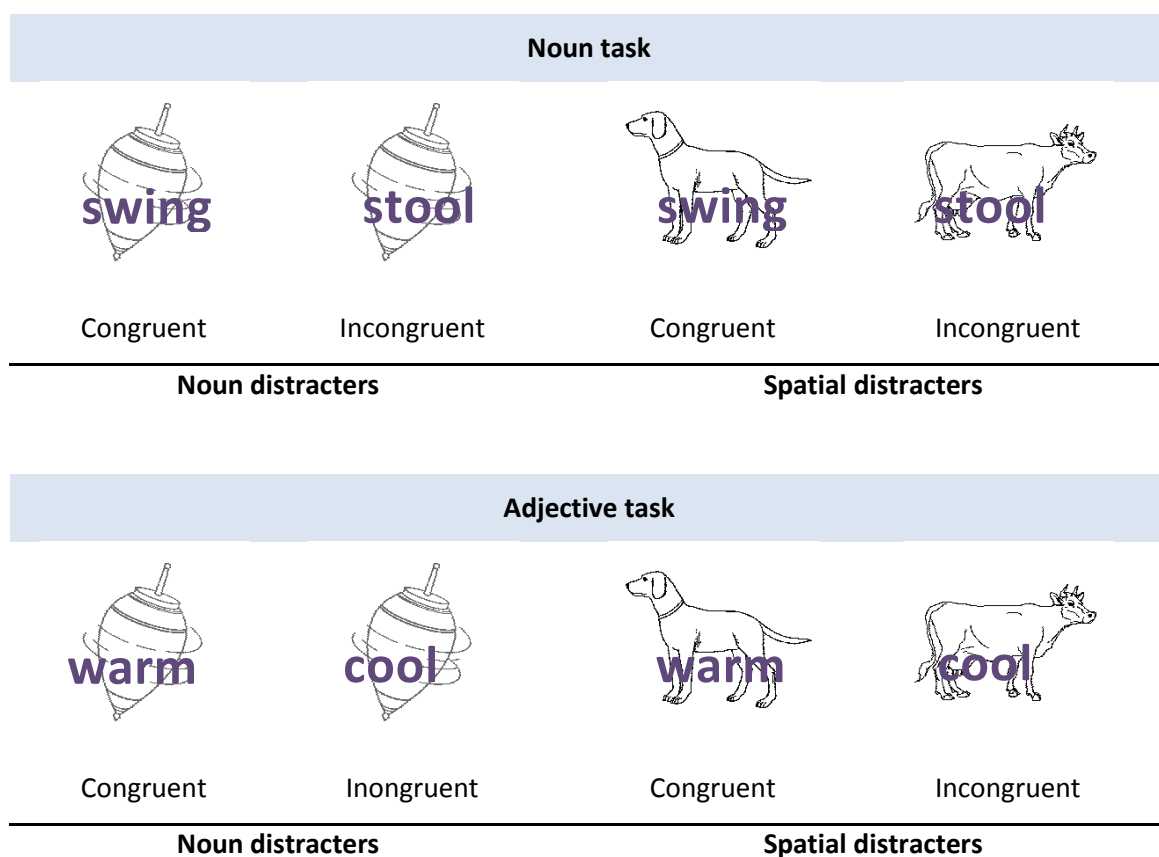 Noun task
swing stool swing stool
Congruent Incongruent Congruent Incongruent
Noun distracters Spatial distracters
Adjective task
warm cool warm cool
Congruent Inongruent Congruent Incongruent
Noun distracters Spatial distracters